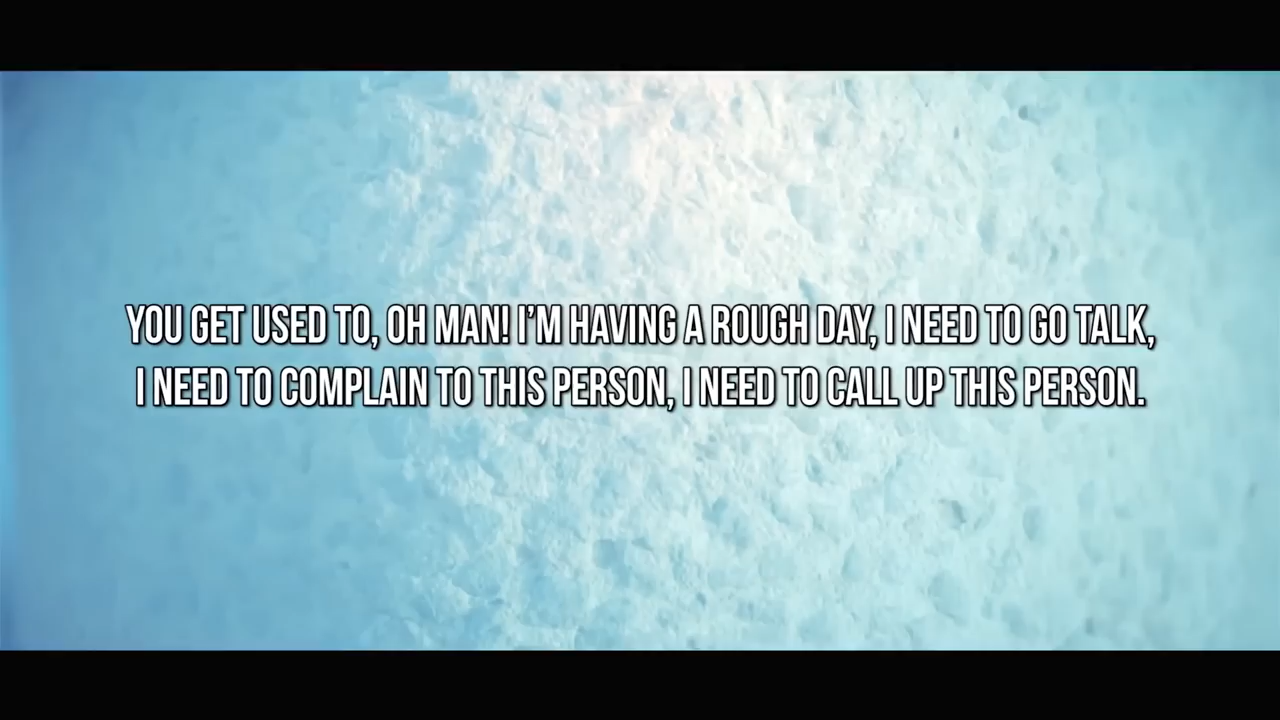 YOU GET USED TO, OH MAN! I'M HAVING A ROUGH DAY, I NEED TO GO TALK,
I NEED TO COMPLAIN TO THIS PERSON, I NEED TO CALL UP THIS PERSON.